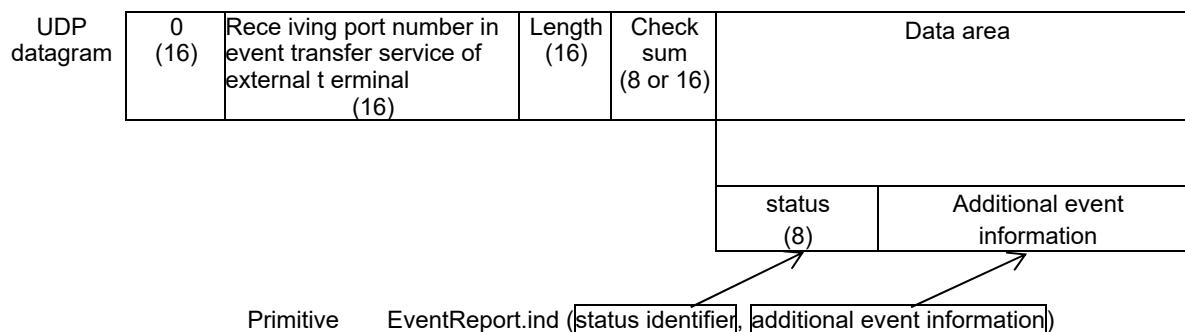 UDP
datagram
0
(16)
Rece iving port number in
event transfer service of
external t erminal
(16)
Length
(16)
Check
sum
(8 or 16)
Data area
status
(8)
Additional event
information
Primitive EventReport.ind (status identifier, additional event information)